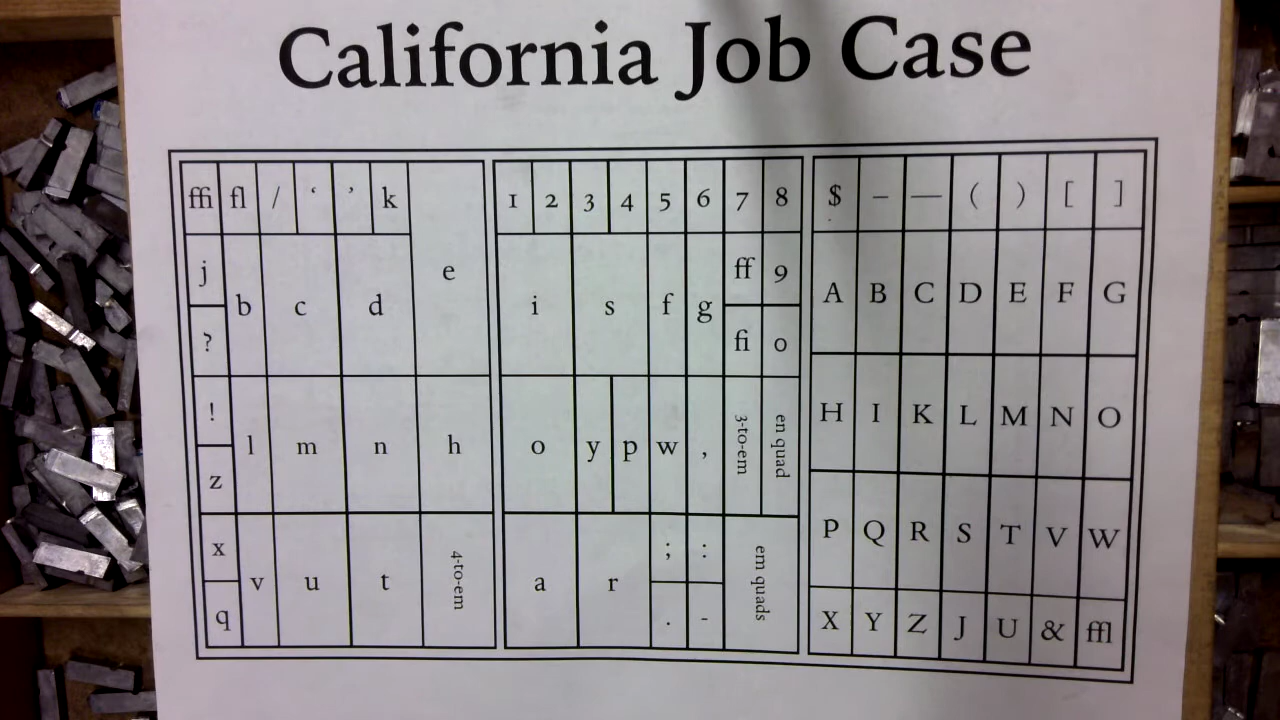 California Job Case
ffi fl / ‘ ’ k 1 2 3 4 5 6 7 8 $ – — ( ) [ ]
j e ff 9
b c d i s f g A B C D E F G
? fi 0
! 3-to-em en quad H I K L M N O
l m n h o y p w ,
z
x ; : P Q R S T V W
v u t 4-to-em a r em quads
q . - X Y Z J U & ffl